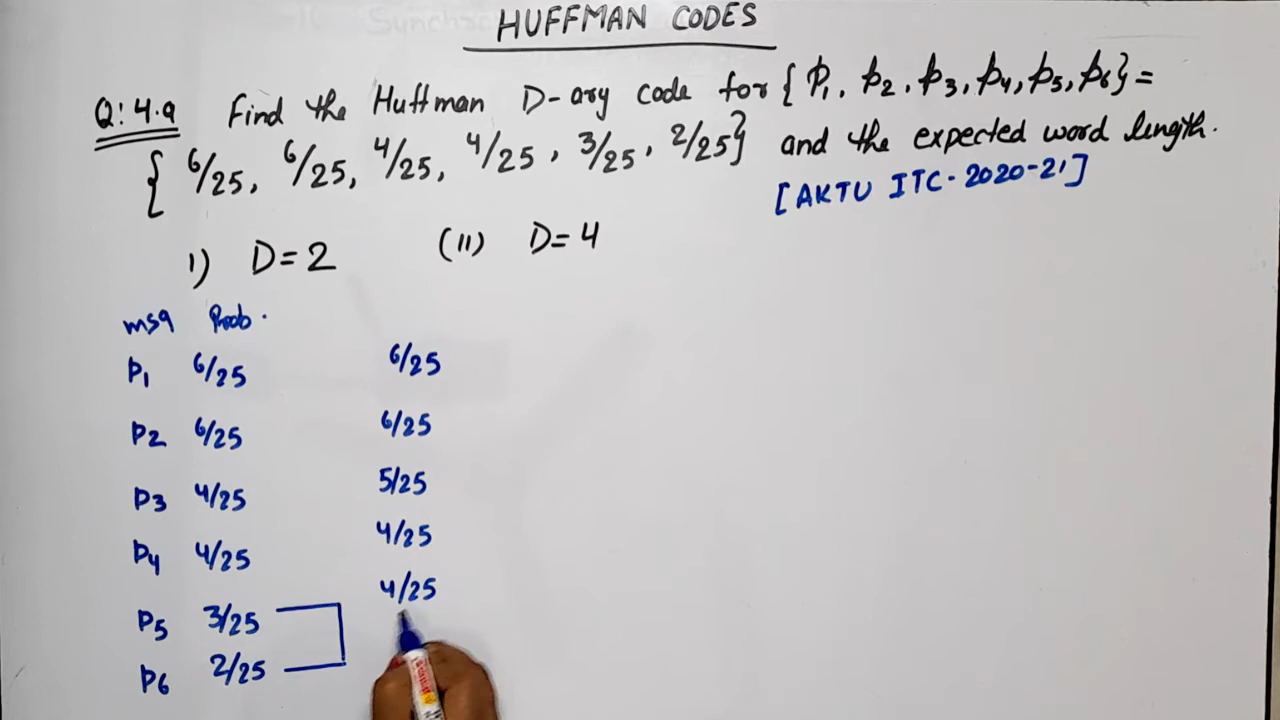 HUFFMAN CODES
Q: 4.9 Find the Huffman D-ary code for { P1, P2, P3, P4, P5, P6} =
{ 6/25, 6/25, 4/25, 4/25, 3/25, 2/25} and the expected word length.
[AKTU ITC-2020-21]
1) D=2 (11) D=4
msg Prob.
P1 6/25 6/25
P2 6/25 6/25
P3 4/25 5/25
P4 4/25 4/25
4/25
P5 3/25
P6 2/25